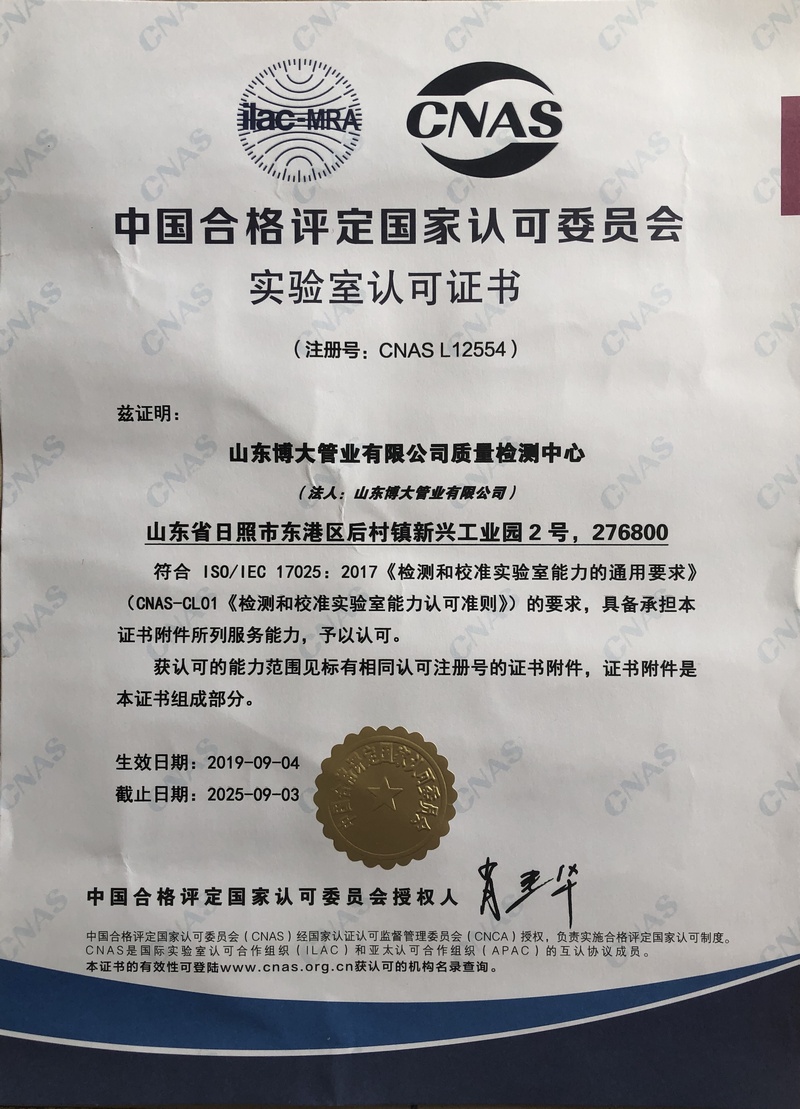 ilac-MRA
CNAS
中国合格评定国家认可委员会
实验室认可证书
（注册号：CNAS L12554）
兹证明：
山东博大管业有限公司质量检测中心
（法人：山东博大管业有限公司）
山东省日照市东港区后村镇新兴工业园2号，276800
符合 ISO/IEC 17025：2017《检测和校准实验室能力的通用要求》
（CNAS-CL01《检测和校准实验室能力认可准则》）的要求，具备承担本
证书附件所列服务能力，予以认可。
获认可的能力范围见标有相同认可注册号的证书附件，证书附件是
本证书组成部分。
生效日期：2019-09-04
截止日期：2025-09-03
中国合格评定国家认可委员会
中国合格评定国家认可委员会授权人
中国合格评定国家认可委员会（CNAS）经国家认证认可监督管理委员会（CNCA）授权，负责实施合格评定国家认可制度。
CNAS是国际实验室认可合作组织（ILAC）和亚太认可合作组织（APAC）的互认协议成员。
本证书的有效性可登陆www.cnas.org.cn获认可的机构名录查询。